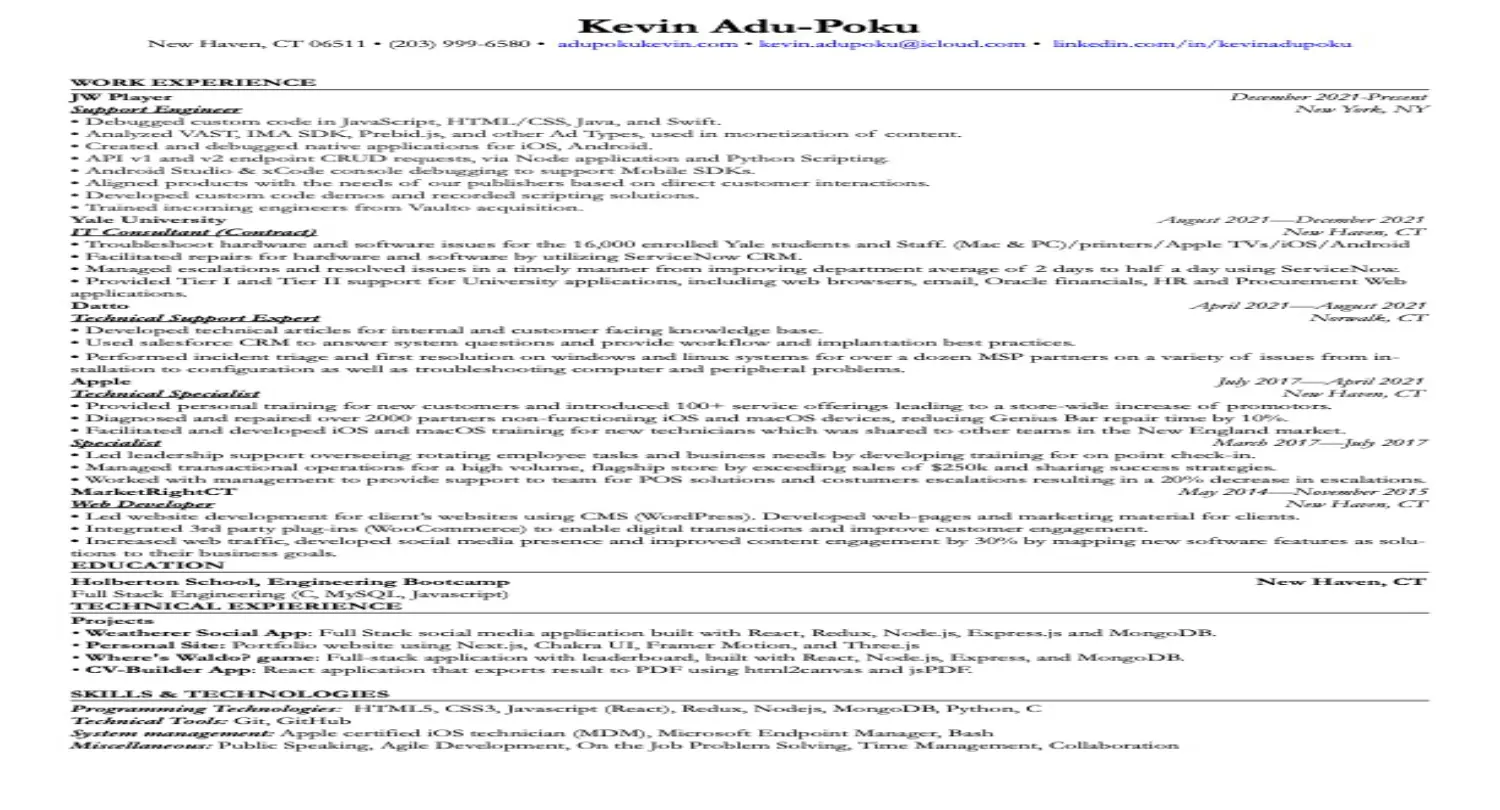 Kevin Adu-Poku
New Haven, CT 06511 • (203) 999-6580 • adupokukevin.com • kevin.adupoku@icloud.com • linkedin.com/in/kevinadupoku
WORK EXPERIENCE
JW Player December 2021-Present
Support Engineer New York, NY
• Debugged custom code in JavaScript, HTML/CSS, Java, and Swift.
• Analyzed VAST, IMA SDK, Prebid.js, and other Ad Types, used in monetization of content.
• Created and debugged native applications for iOS, Android.
• API v1 and v2 endpoint CRUD requests, via Node application and Python Scripting.
• Android Studio & xCode console debugging to support Mobile SDKs.
• Aligned products with the needs of our publishers based on direct customer interactions.
• Developed custom code demos and recorded scripting solutions.
• Trained incoming engineers from Vaulto acquisition.
Yale University August 2021—December 2021
IT Consultant (Contract) New Haven, CT
• Troubleshoot hardware and software issues for the 16,000 enrolled Yale students and Staff. (Mac & PC)/printers/Apple TVs/iOS/Android
• Facilitated repairs for hardware and software by utilizing ServiceNow CRM.
• Managed escalations and resolved issues in a timely manner from improving department average of 2 days to half a day using ServiceNow.
• Provided Tier I and Tier II support for University applications, including web browsers, email, Oracle financials, HR and Procurement Web
applications.
Datto April 2021—August 2021
Technical Support Expert Norwalk, CT
• Developed technical articles for internal and customer facing knowledge base.
• Used salesforce CRM to answer system questions and provide workflow and implantation best practices.
• Performed incident triage and first resolution on windows and linux systems for over a dozen MSP partners on a variety of issues from in-
stallation to configuration as well as troubleshooting computer and peripheral problems.
Apple July 2017—April 2021
Technical Specialist New Haven, CT
• Provided personal training for new customers and introduced 100+ service offerings leading to a store-wide increase of promotors.
• Diagnosed and repaired over 2000 partners non-functioning iOS and macOS devices, reducing Genius Bar repair time by 10%.
• Facilitated and developed iOS and macOS training for new technicians which was shared to other teams in the New England market.
Specialist March 2017—July 2017
• Led leadership support overseeing rotating employee tasks and business needs by developing training for on point check-in.
• Managed transactional operations for a high volume, flagship store by exceeding sales of $250k and sharing success strategies.
• Worked with management to provide support to team for POS solutions and costumers escalations resulting in a 20% decrease in escalations.
MarketRightCT May 2014—November 2015
Web Developer New Haven, CT
• Led website development for client's websites using CMS (WordPress). Developed web-pages and marketing material for clients.
• Integrated 3rd party plug-ins (WooCommerce) to enable digital transactions and improve customer engagement.
• Increased web traffic, developed social media presence and improved content engagement by 30% by mapping new software features as solu-
tions to their business goals.
EDUCATION
Holberton School, Engineering Bootcamp New Haven, CT
Full Stack Engineering (C, MySQL, Javascript)
TECHNICAL EXPIERIENCE
Projects
• Weatherer Social App: Full Stack social media application built with React, Redux, Node.js, Express.js and MongoDB.
• Personal Site: Portfolio website using Next.js, Chakra UI, Framer Motion, and Three.js
• Where's Waldo? game: Full-stack application with leaderboard, built with React, Node.js, Express, and MongoDB.
• CV-Builder App: React application that exports result to PDF using html2canvas and jsPDF.
SKILLS & TECHNOLOGIES
Programming Technologies: HTML5, CSS3, Javascript (React), Redux, Nodejs, MongoDB, Python, C
Technical Tools: Git, GitHub
System management: Apple certified iOS technician (MDM), Microsoft Endpoint Manager, Bash
Miscellaneous: Public Speaking, Agile Development, On the Job Problem Solving, Time Management, Collaboration